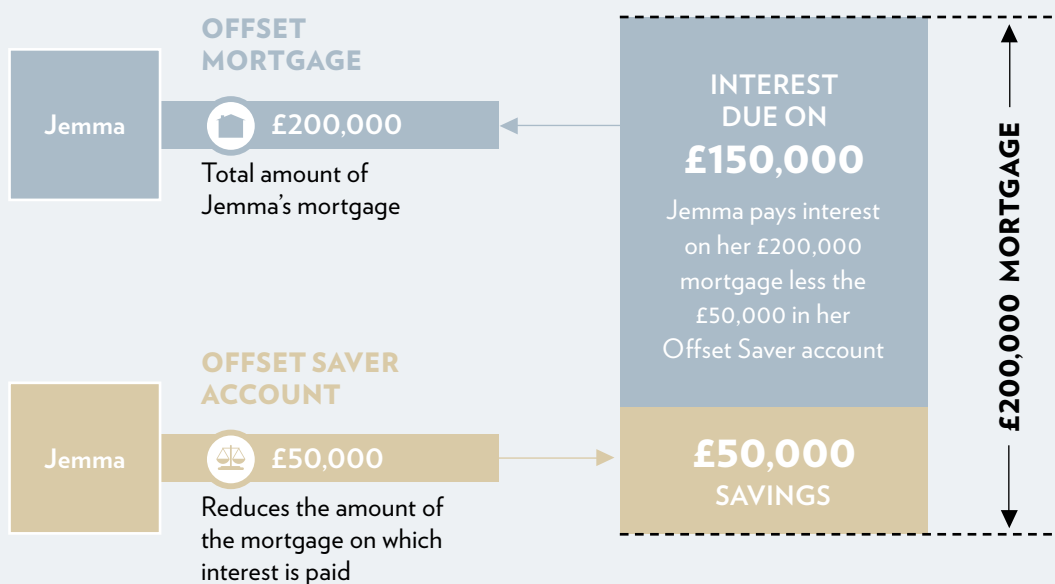 OFFSET
MORTGAGE
Jemma
£200,000
Total amount of
Jemma's mortgage
OFFSET SAVER
ACCOUNT
Jemma
£50,000
Reduces the amount of
the mortgage on which
interest is paid
INTEREST
DUE ON
£150,000
Jemma pays interest
on her £200,000
mortgage less the
£50,000 in her
Offset Saver account
£50,000
SAVINGS
£200,000 MORTGAGE